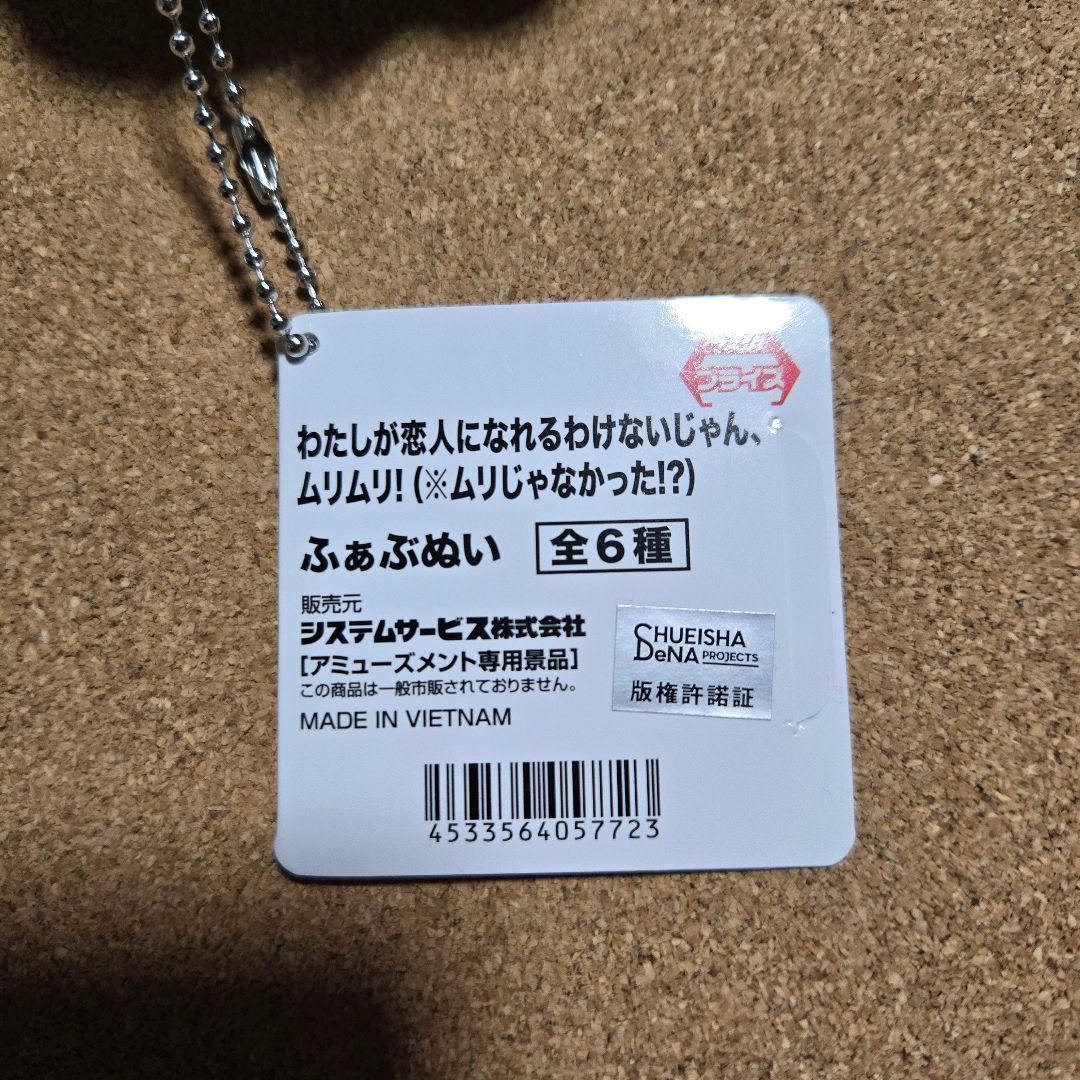 プライズ
わたしが恋人になれるわけないじゃん、
ムリムリ!(※ムリじゃなかった!?)
ふぁぶぬい 全6種
販売元
システムサービス株式会社
[アミューズメント専用景品]
この商品は一般市販されておりません。
MADE IN VIETNAM
SHUEISHA
DeNA PROJECTS
版権許諾証
4533564057723